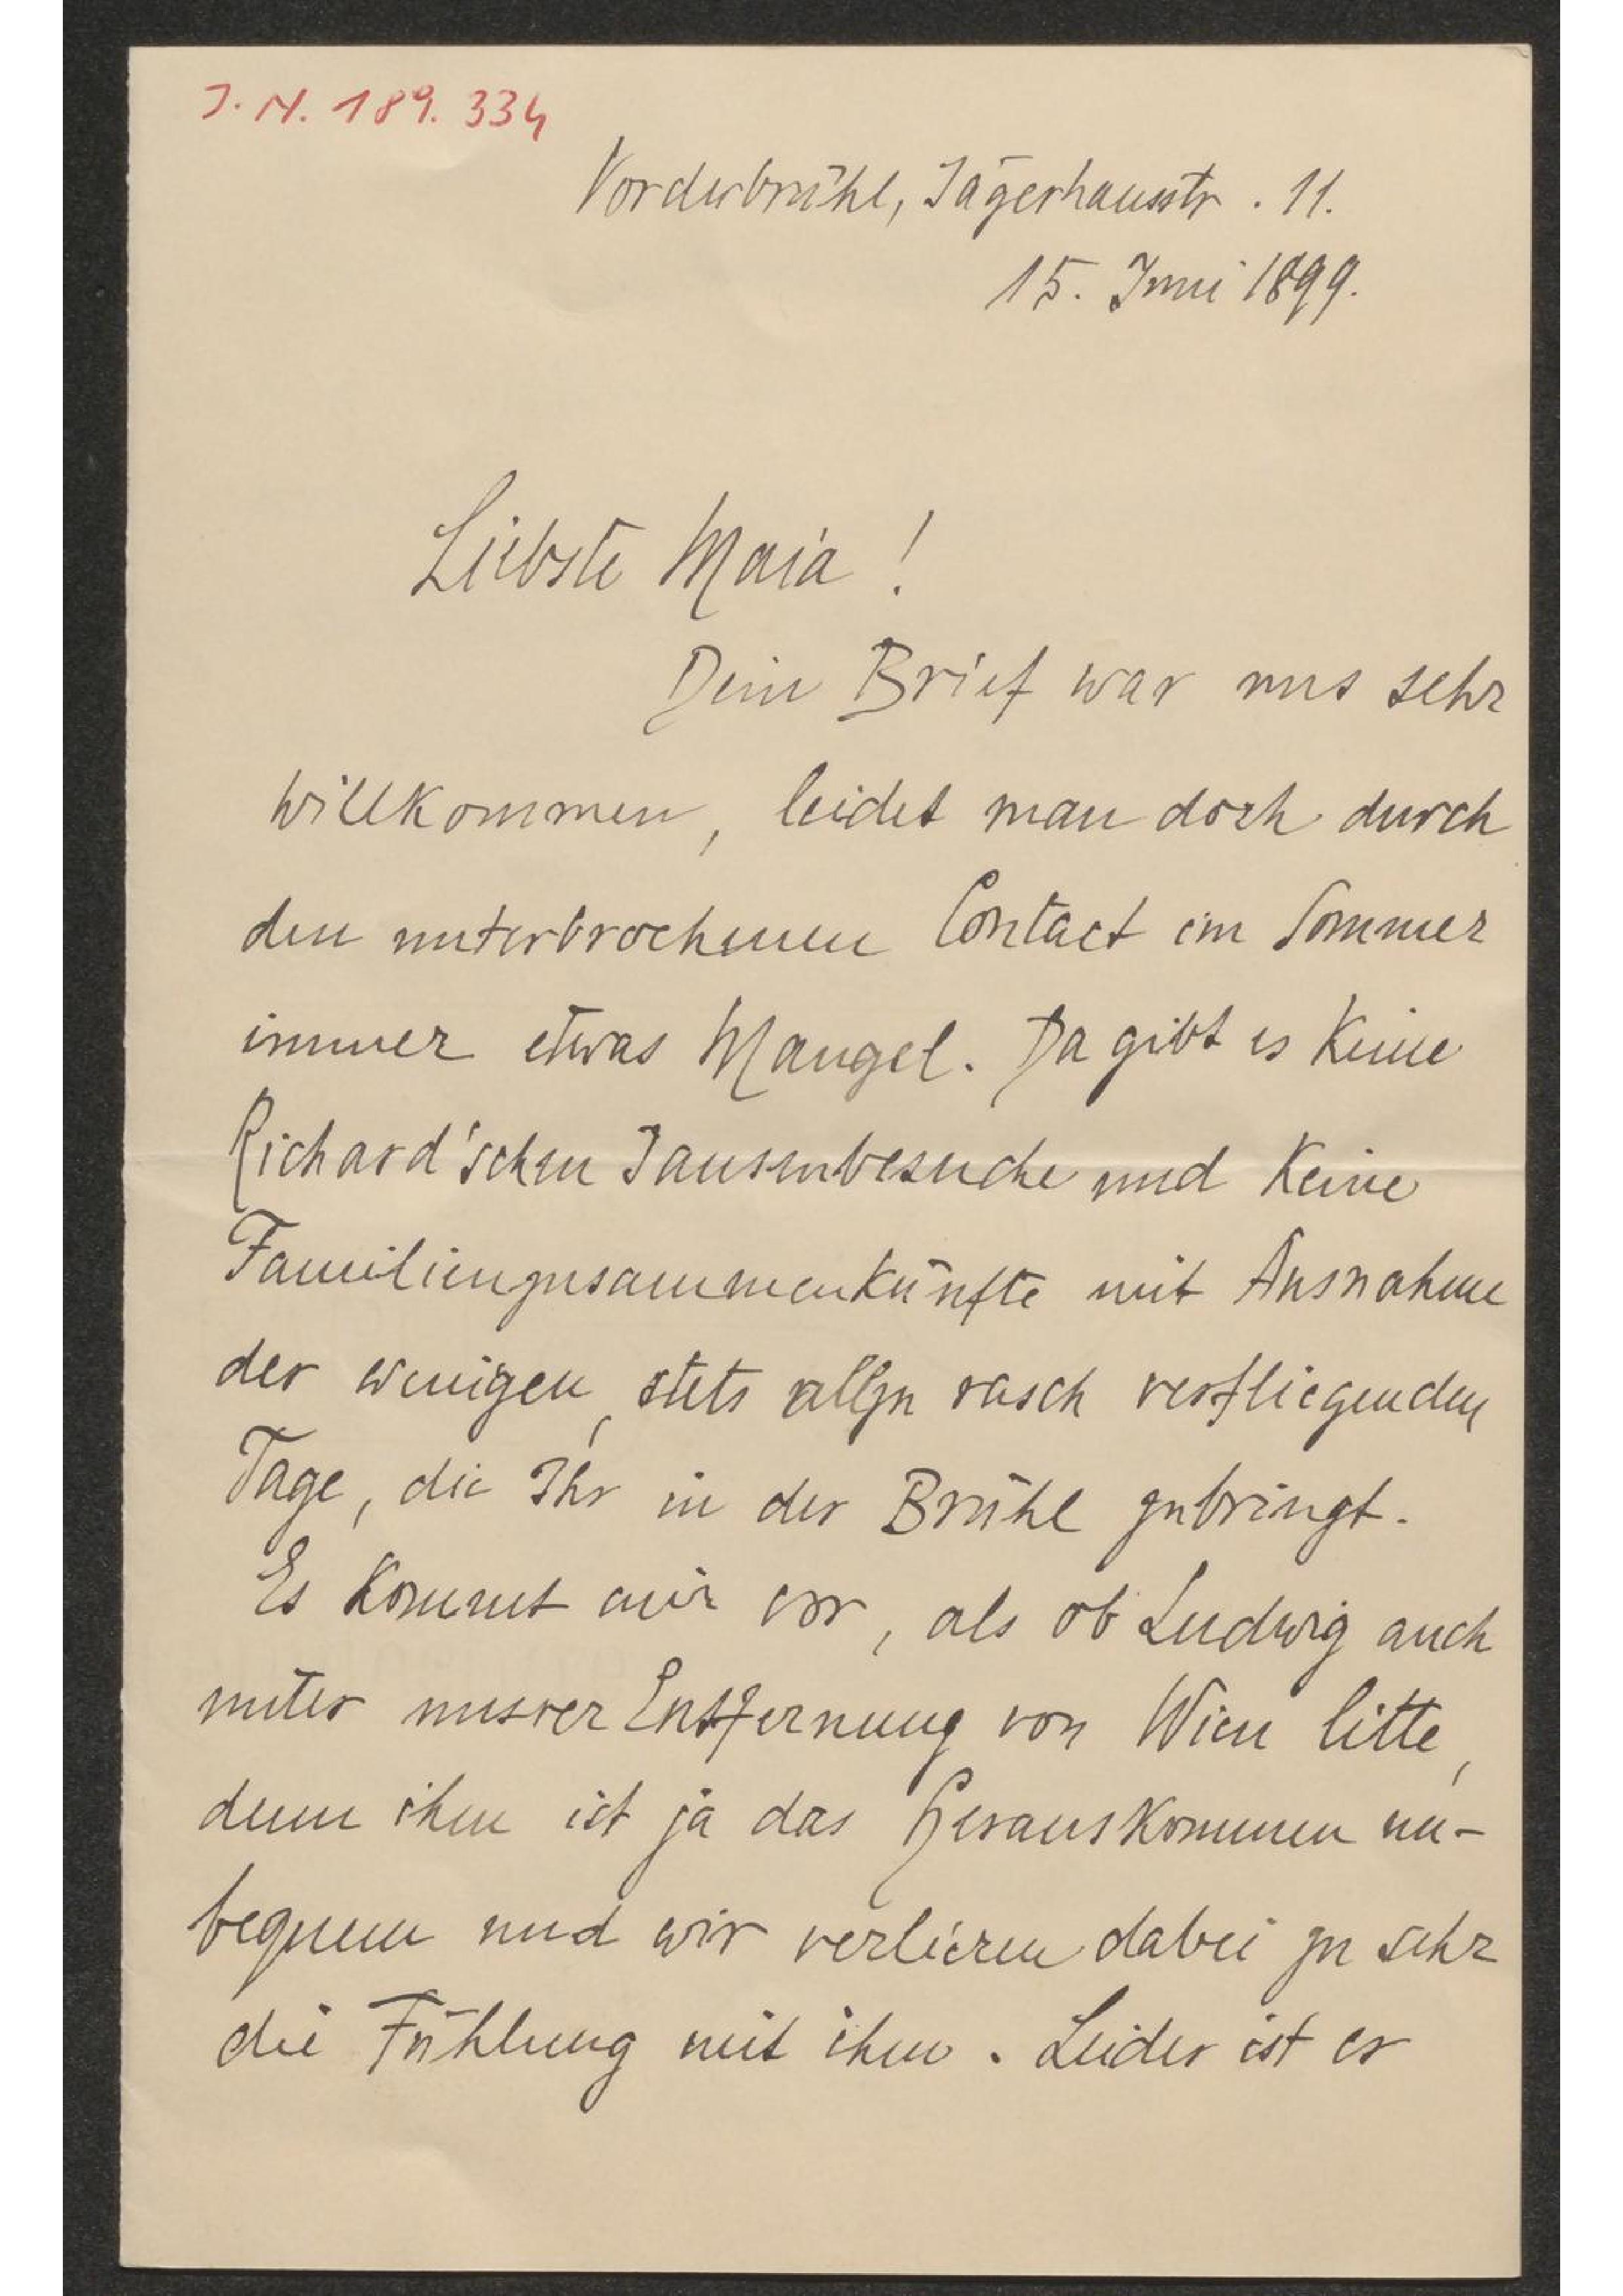 J. N. 189. 334
Vorderbrühl, Jägerhausstr. 11.
15. Juni 1899.
Liebste Maia!
Dein Brief war uns sehr
willkommen, leidet man doch durch
den unterbrochenen Contact im Sommer
immer etwas Mangel. Da gibt es keine
Richard'schen Jausenbesuche und keine
Familienzusammenkünfte mit Ausnahme
der wenigen, stets allzu rasch verfliegenden
Tage, die Ihr in der Brühl zubringt.
Es kommt mir vor, als ob Ludwig auch
unter unsrer Entfernung von Wien litte,
denn ihm ist ja das Herauskommen un-
bequem und wir verlieren dabei zu sehr
die Fühlung mit ihm. Leider ist er